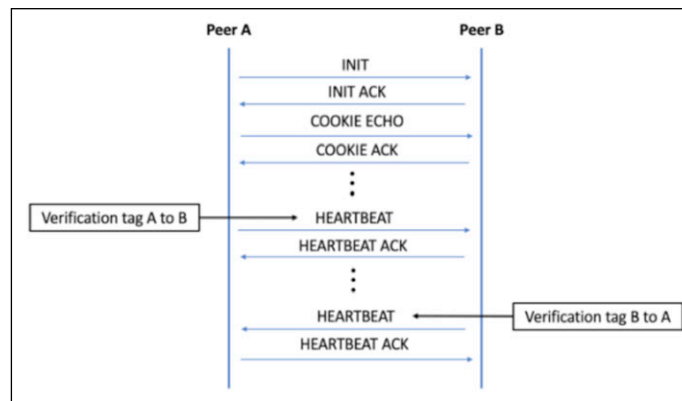 Peer A
Peer B
INIT
INIT ACK
COOKIE ECHO
COOKIE ACK
Verification tag A to B
HEARTBEAT
HEARTBEAT ACK
HEARTBEAT
Verification tag B to A
HEARTBEAT ACK